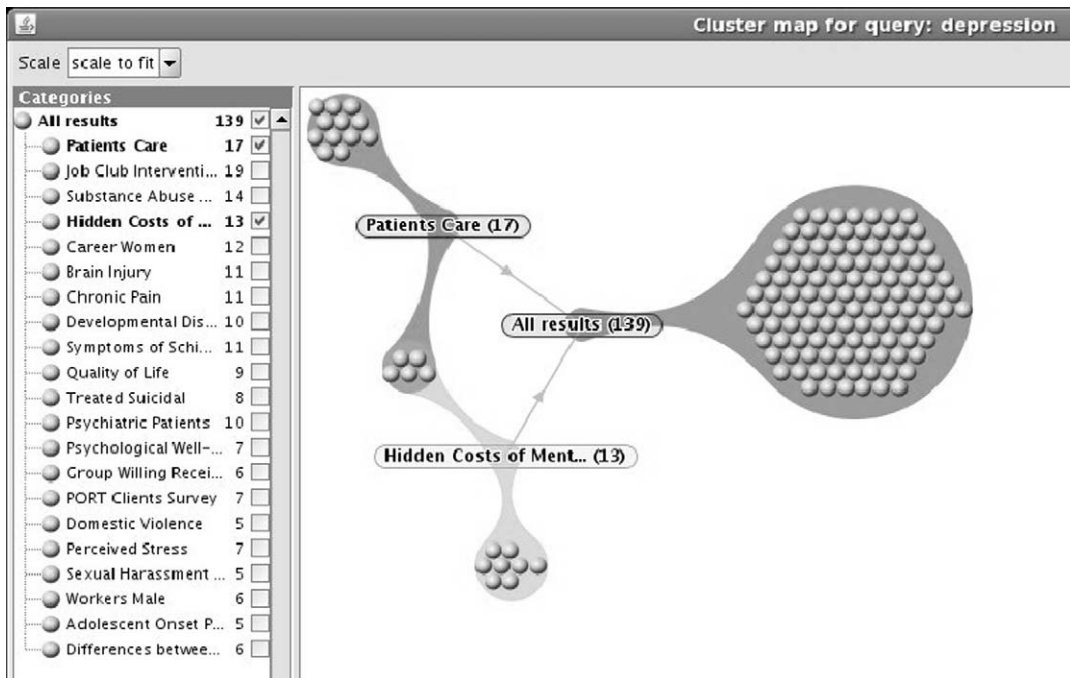 Cluster map for query: depression
Scale scale to fit
Categories
All results 139
Patients Care 17
Job Club Interventi... 19
Substance Abuse ... 14
Hidden Costs of ... 13
Career Women 12
Brain Injury 11
Chronic Pain 11
Developmental Dis... 10
Symptoms of Schi... 11
Quality of Life 9
Treated Suicidal 8
Psychiatric Patients 10
Psychological Well-... 7
Group Willing Recei... 6
PORT Clients Survey 7
Domestic Violence 5
Perceived Stress 7
Sexual Harassment ... 5
Workers Male 6
Adolescent Onset P... 5
Differences betwee... 6
Patients Care (17)
All results (139)
Hidden Costs of Ment... (13)